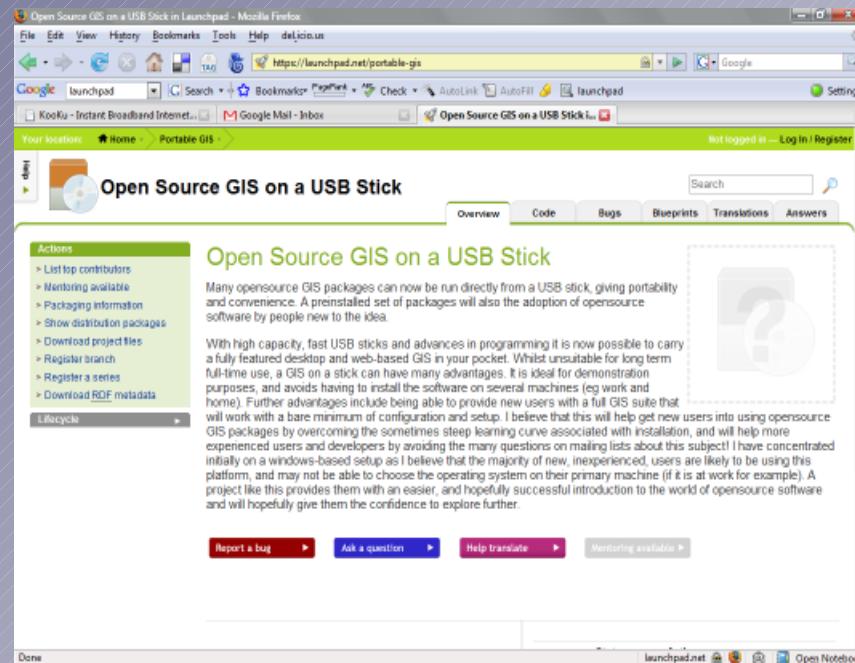 Open Source GIS on a USB Stick in Launchpad - Mozilla Firefox
File Edit View History Bookmarks Tools Help del.icio.us
TAG https://launchpad.net/portable-gis Google
Google launchpad Search Bookmarks PageRank Check AutoLink AutoFill launchpad Setting
KooKu - Instant Broadband Internet... Google Mail - Inbox Open Source GIS on a USB Stick i...
Your location: Home Portable GIS Not logged in — Log In / Register
Help
Open Source GIS on a USB Stick
Search
Overview Code Bugs Blueprints Translations Answers
Actions
List top contributors
Mentoring available
Packaging information
Show distribution packages
Download project files
Register branch
Register a series
Download RDF metadata
Lifecycle
Open Source GIS on a USB Stick
Many opensource GIS packages can now be run directly from a USB stick, giving portability
and convenience. A preinstalled set of packages will also the adoption of opensource
software by people new to the idea.
With high capacity, fast USB sticks and advances in programming it is now possible to carry
a fully featured desktop and web-based GIS in your pocket. Whilst unsuitable for long term
full-time use, a GIS on a stick can have many advantages. It is ideal for demonstration
purposes, and avoids having to install the software on several machines (eg work and
home). Further advantages include being able to provide new users with a full GIS suite that
will work with a bare minimum of configuration and setup. I believe that this will help get new users into using opensource
GIS packages by overcoming the sometimes steep learning curve associated with installation, and will help more
experienced users and developers by avoiding the many questions on mailing lists about this subject! I have concentrated
initially on a windows-based setup as I believe that the majority of new, inexperienced, users are likely to be using this
platform, and may not be able to choose the operating system on their primary machine (if it is at work for example). A
project like this provides them with an easier, and hopefully successful introduction to the world of opensource software
and will hopefully give them the confidence to explore further.
Report a bug Ask a question Help translate Mentoring available
Done launchpad.net Open Noteboo